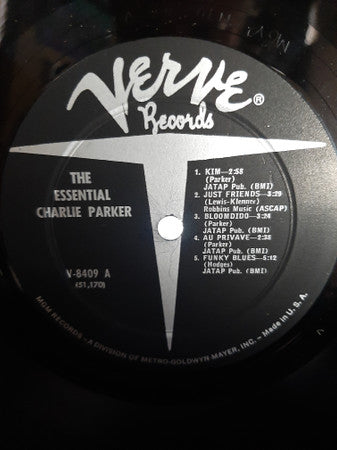 VERVE®
Records
THE
ESSENTIAL
CHARLIE PARKER
V-8409 A
(51,170)
1. KIM—2:58
(Parker)
JATAP Pub. (BMI)
2. JUST FRIENDS—3:29
(Lewis-Klenner)
Robbins Music (ASCAP)
3. BLOOMDIDO—3:24
(Parker)
JATAP Pub. (BMI)
4. AU PRIVAVE—2:38
(Parker)
JATAP Pub. (BMI)
5. FUNKY BLUES—5:12
(Hodges)
JATAP Pub. (BMI)
MGM RECORDS - A DIVISION OF METRO-GOLDWYN-MAYER, INC. - Made in U. S. A.